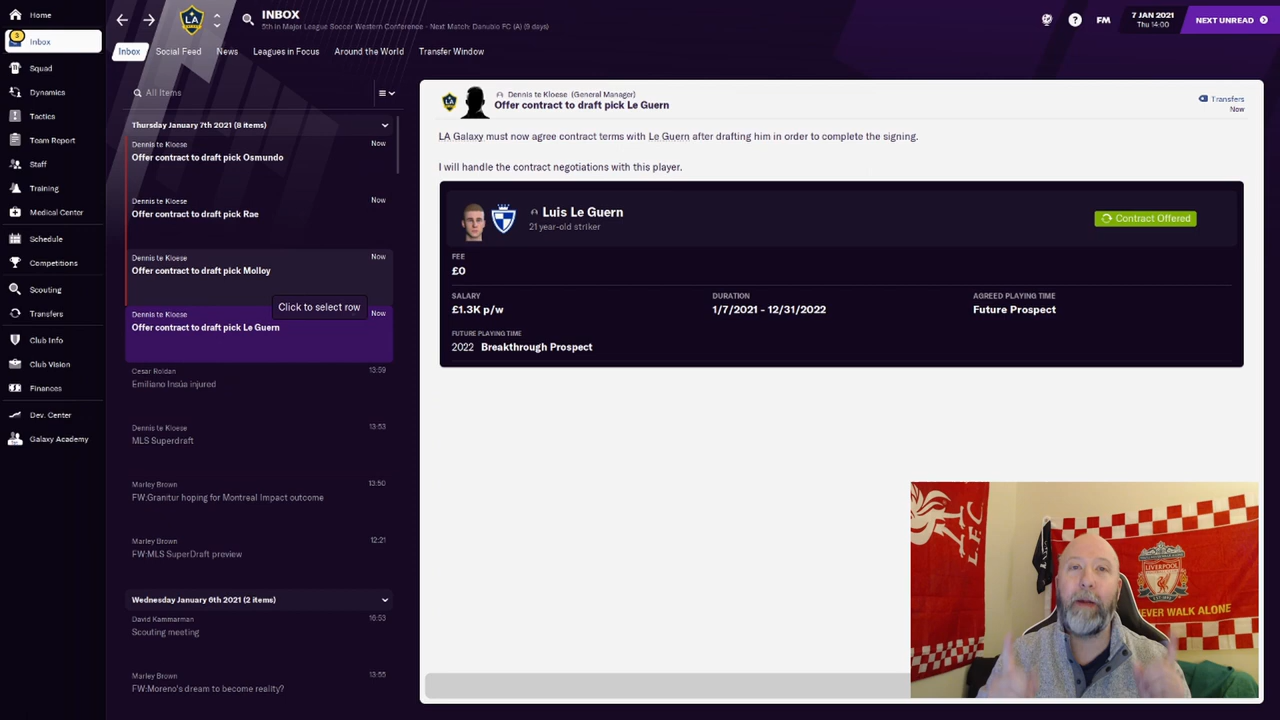 Home
3
Inbox
Squad
Dynamics
Tactics
Team Report
Staff
Training
Medical Center
Schedule
Competitions
Scouting
Transfers
Club Info
Club Vision
Finances
Dev. Center
Galaxy Academy
LA
INBOX
5th in Major League Soccer Western Conference - Next Match: Danubio FC (A) (9 days)
?
FM
7 JAN 2021
Thu 14:00
NEXT UNREAD
Inbox
Social Feed
News
Leagues in Focus
Around the World
Transfer Window
All Items
Thursday January 7th 2021 (8 items)
Dennis te Kloese
Now
Offer contract to draft pick Osmundo
Dennis te Kloese
Now
Offer contract to draft pick Rae
Dennis te Kloese
Now
Offer contract to draft pick Molloy
Click to select row
Dennis te Kloese
Now
Offer contract to draft pick Le Guern
Cesar Roldan
13:59
Emiliano Insúa injured
Dennis te Kloese
13:53
MLS Superdraft
Marley Brown
13:50
FW:Granitur hoping for Montreal Impact outcome
Marley Brown
12:21
FW:MLS SuperDraft preview
Wednesday January 6th 2021 (2 items)
David Kammarman
16:53
Scouting meeting
Marley Brown
13:55
FW:Moreno's dream to become reality?
LA
Dennis te Kloese (General Manager)
Offer contract to draft pick Le Guern
Transfers
Now
LA Galaxy must now agree contract terms with Le Guern after drafting him in order to complete the signing.
I will handle the contract negotiations with this player.
Luis Le Guern
21 year-old striker
Contract Offered
FEE
£0
SALARY
£1.3K p/w
DURATION
1/7/2021 - 12/31/2022
AGREED PLAYING TIME
Future Prospect
FUTURE PLAYING TIME
2022 Breakthrough Prospect
L.F.C.
LIVERPOOL
EVER WALK ALONE